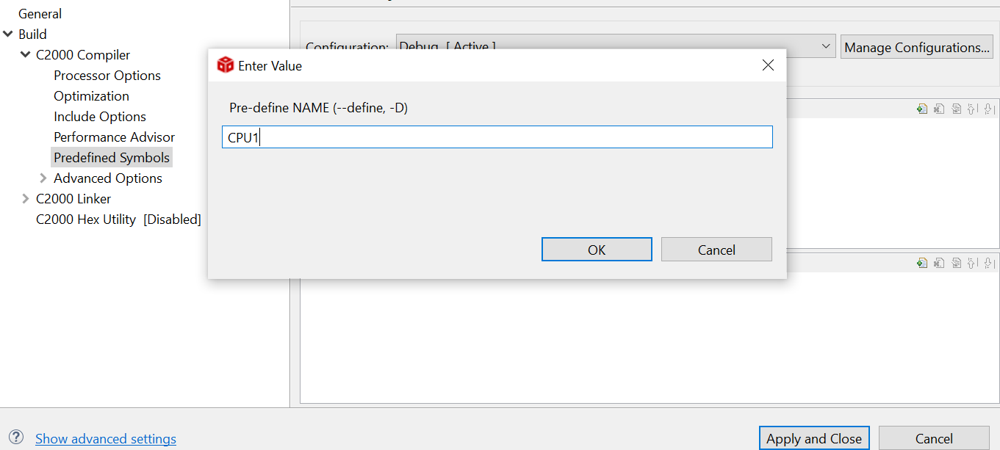 General
Build
C2000 Compiler
Processor Options
Optimization
Include Options
Performance Advisor
Predefined Symbols
Advanced Options
C2000 Linker
C2000 Hex Utility [Disabled]
Configuration: Debug [ Active ]
Manage Configurations...
Enter Value
Pre-define NAME (--define, -D)
CPU1
OK
Cancel
Show advanced settings
Apply and Close
Cancel